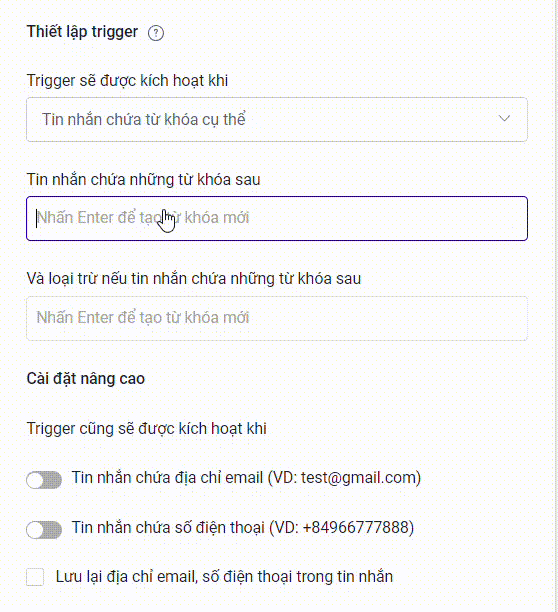 Thiết lập trigger ?
Trigger sẽ được kích hoạt khi
Tin nhắn chứa từ khóa cụ thể
Tin nhắn chứa những từ khóa sau
Nhấn Enter để tạo từ khóa mới
Và loại trừ nếu tin nhắn chứa những từ khóa sau
Nhấn Enter để tạo từ khóa mới
Cài đặt nâng cao
Trigger cũng sẽ được kích hoạt khi
Tin nhắn chứa địa chỉ email (VD: test@gmail.com)
Tin nhắn chứa số điện thoại (VD: +84966777888)
Lưu lại địa chỉ email, số điện thoại trong tin nhắn